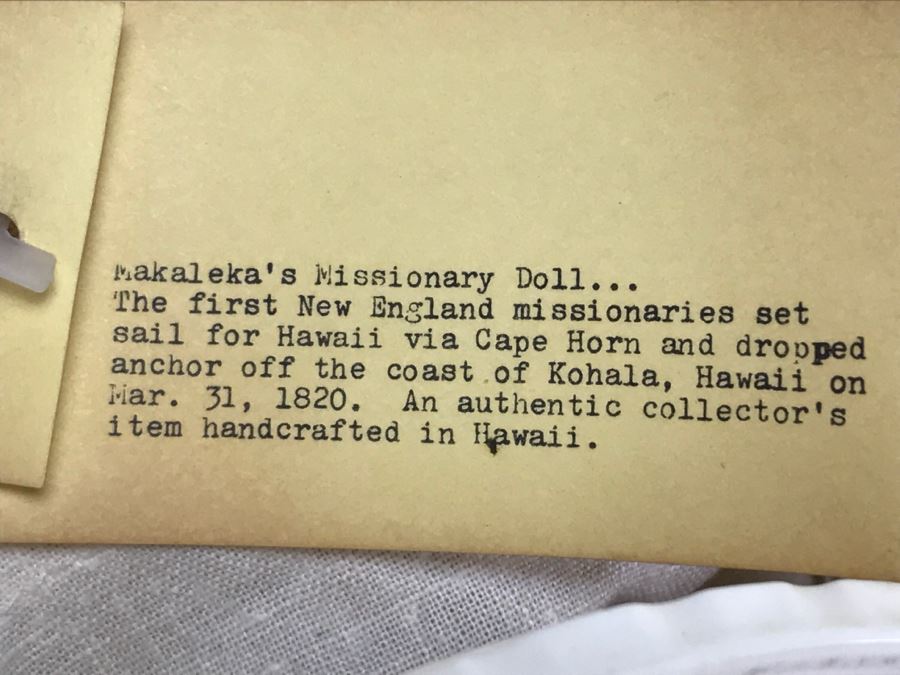 Makaleka's Missionary Doll...
The first New England missionaries set
sail for Hawaii via Cape Horn and dropped
anchor off the coast of Kohala, Hawaii on
Mar. 31, 1820. An authentic collector's
item handcrafted in Hawaii.